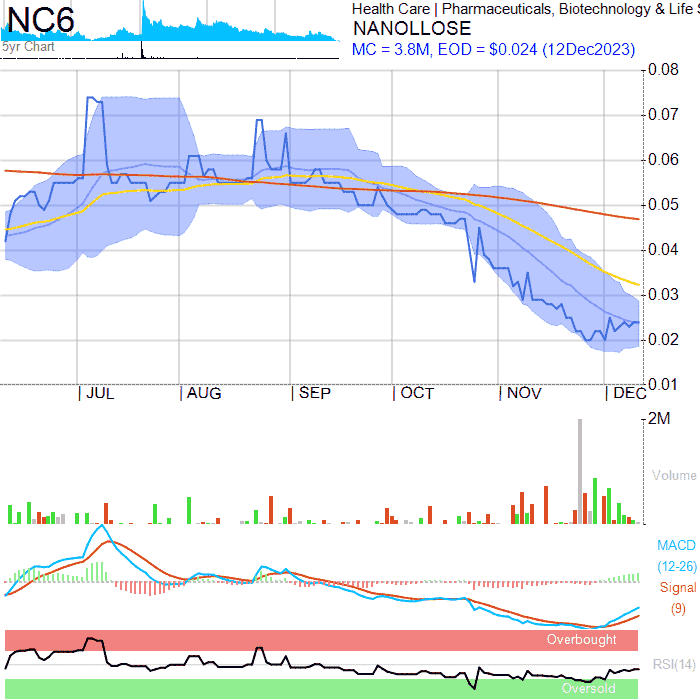 NC6
5yr Chart
Health Care | Pharmaceuticals, Biotechnology & Life S
NANOLLOSE
MC = 3.8M, EOD = $0.024 (12Dec2023)
0.08
0.07
0.06
0.05
0.04
0.03
0.02
0.01
| JUL | AUG | SEP | OCT | NOV | DEC
2M
Volume
MACD
(12-26)
Signal
(9)
Overbought
RSI(14)
Oversold